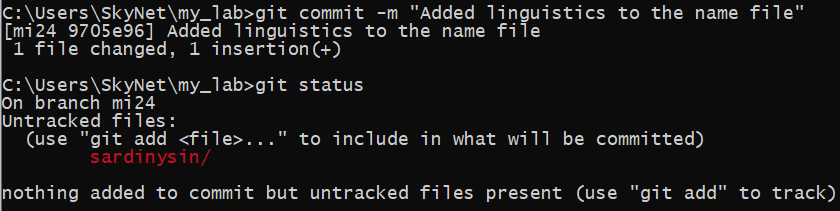 C:\Users\SkyNet\my_lab>git commit -m "Added linguistics to the name file"
[mi24 9705e96] Added linguistics to the name file
 1 file changed, 1 insertion(+)

C:\Users\SkyNet\my_lab>git status
On branch mi24
Untracked files:
  (use "git add <file>..." to include in what will be committed)
        sardinysin/

nothing added to commit but untracked files present (use "git add" to track)